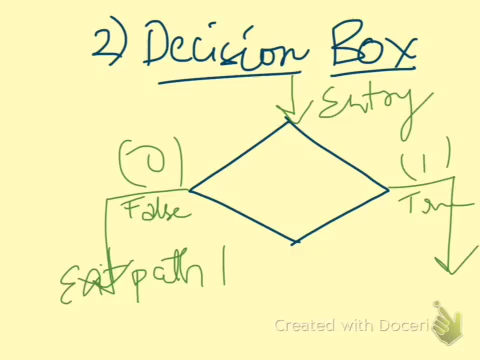 2) Decision Box
Entry
(0)
(1)
False
True
Exit path 1
Created with Doceri